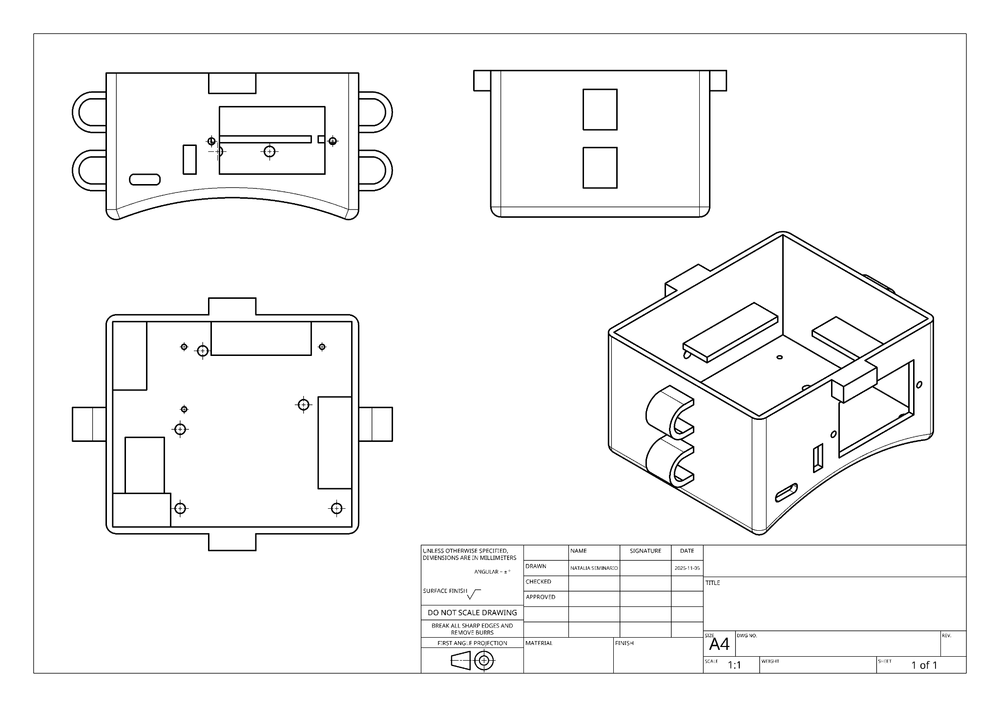 UNLESS OTHERWISE SPECIFIED,
DIMENSIONS ARE IN MILLIMETERS
ANGULAR = ± °
SURFACE FINISH
DO NOT SCALE DRAWING
BREAK ALL SHARP EDGES AND
REMOVE BURRS
FIRST ANGLE PROJECTION
NAME SIGNATURE DATE
DRAWN NATALIA SEMINARIO 2025-11-05
CHECKED
APPROVED
MATERIAL FINISH
TITLE
SIZE A4 DWG NO. REV.
SCALE 1:1 WEIGHT SHEET 1 of 1